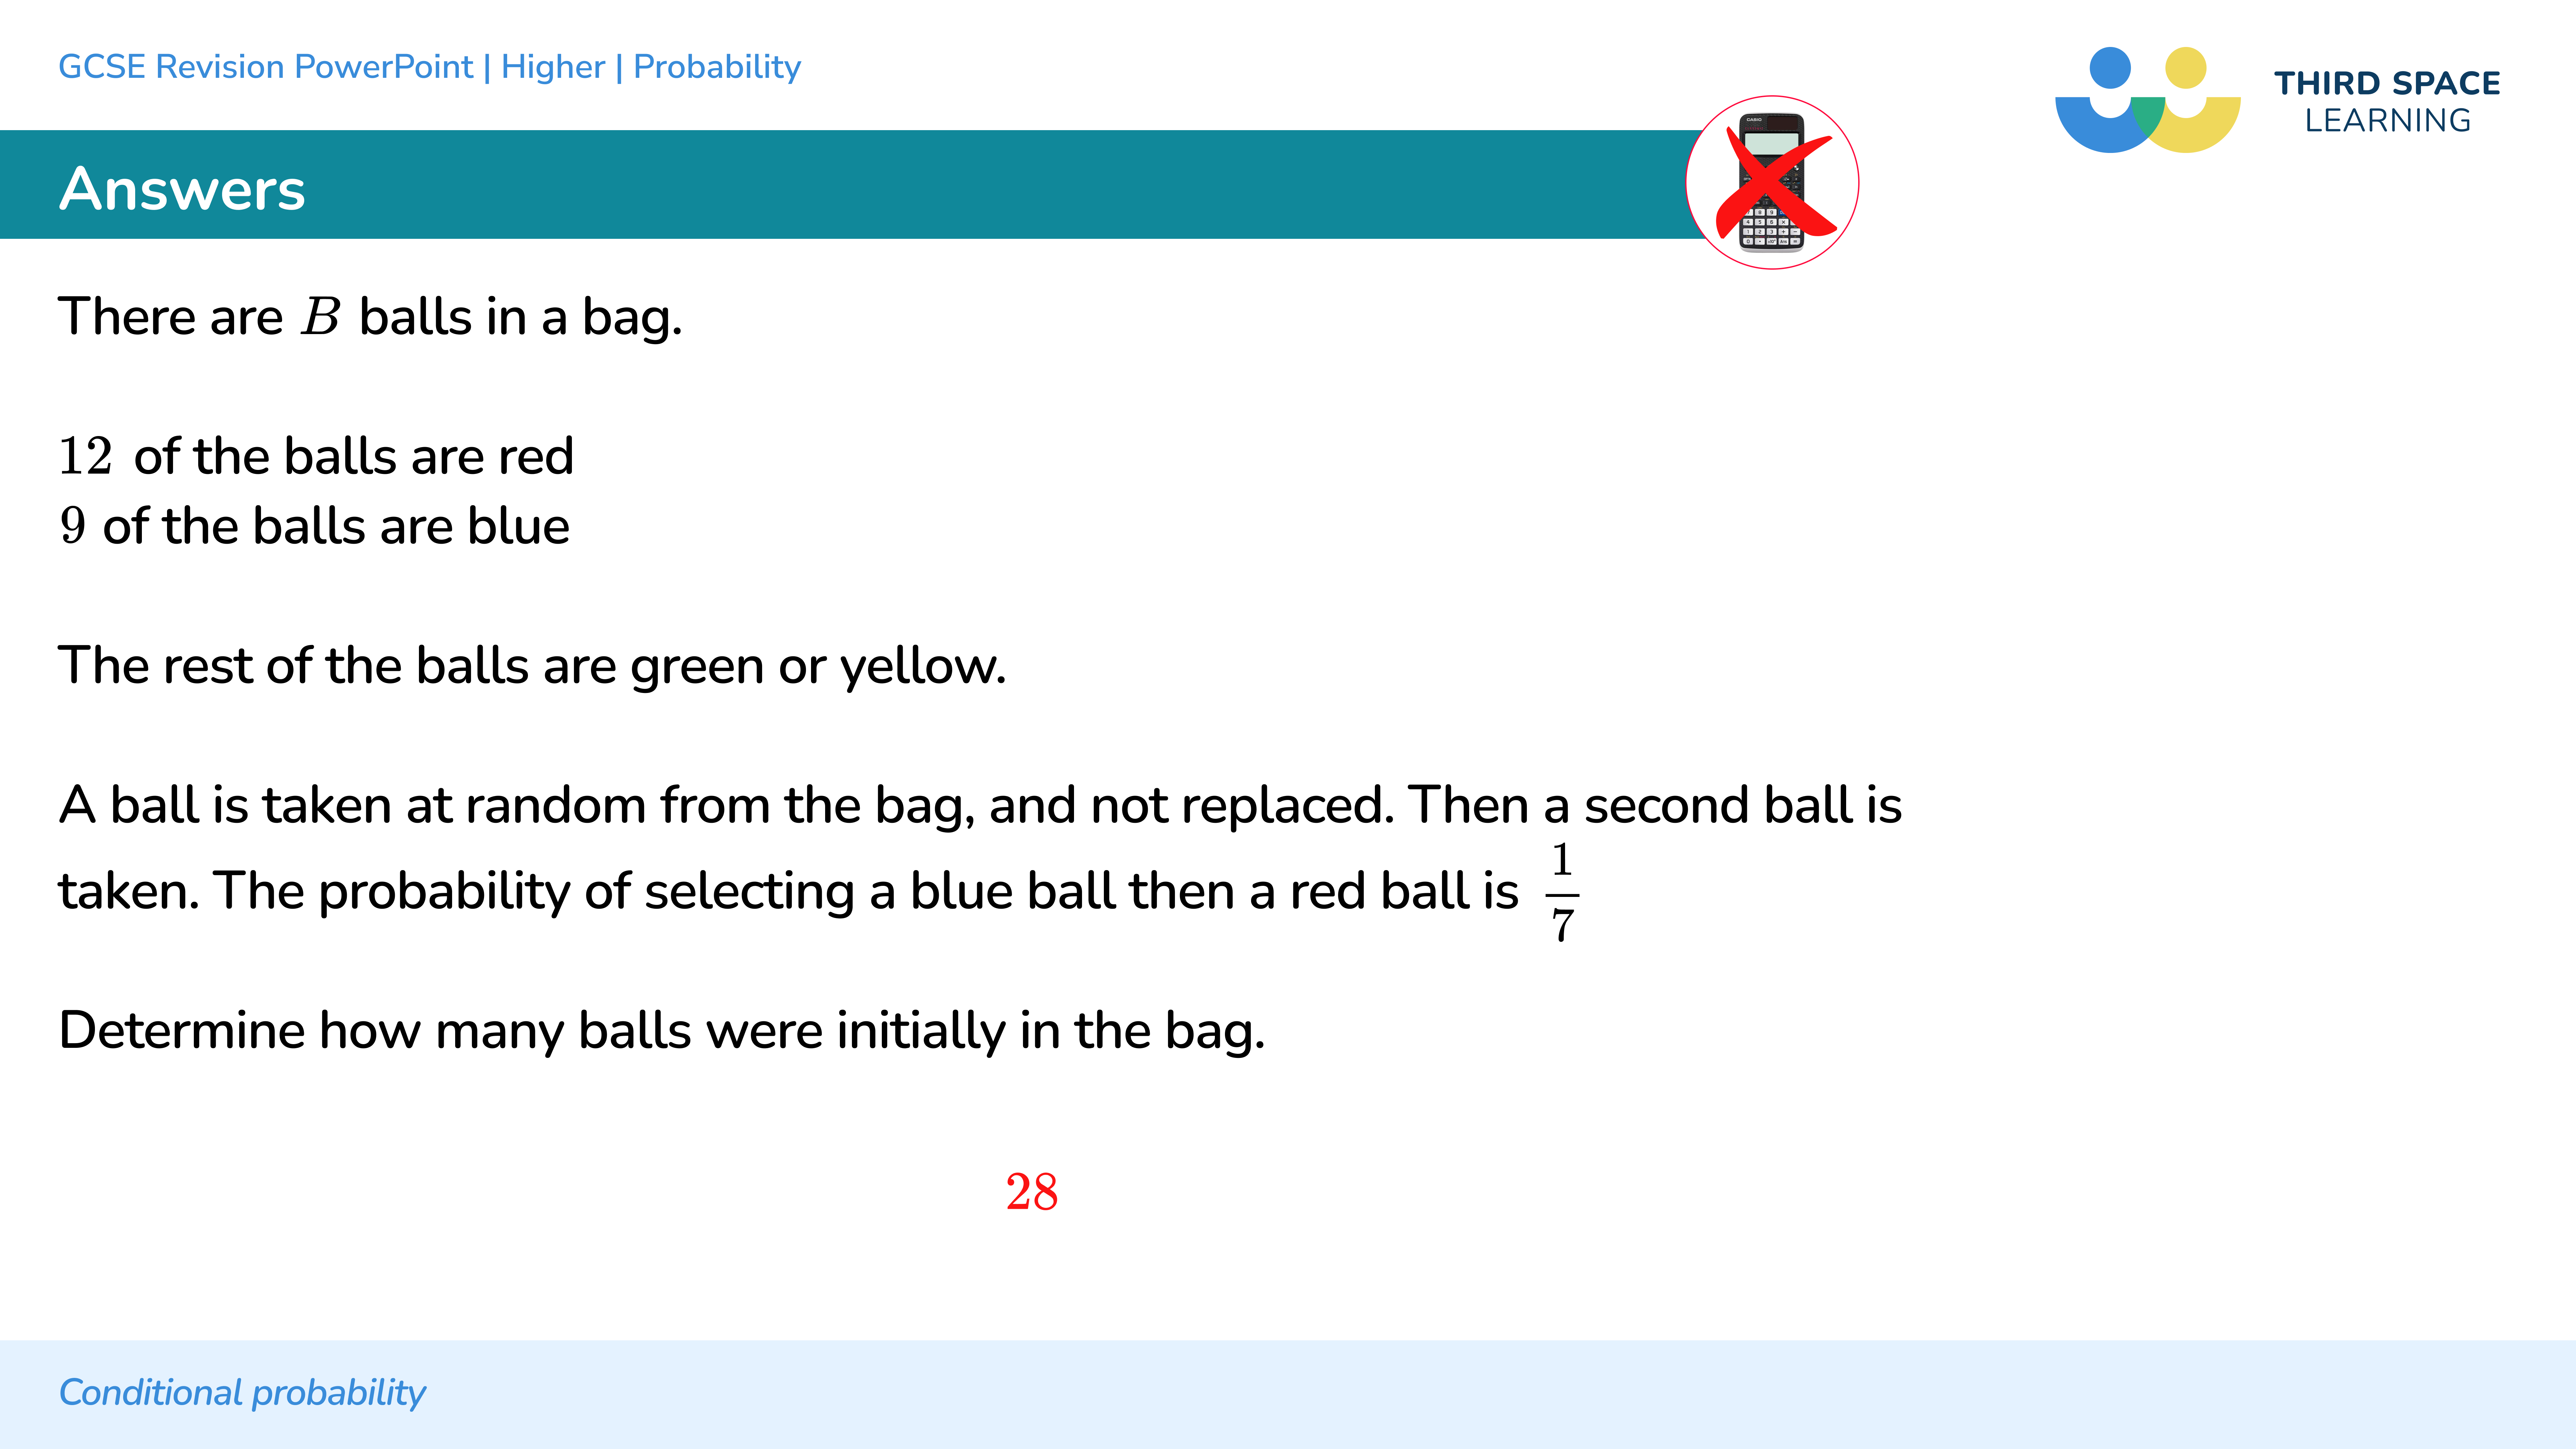 GCSE Revision PowerPoint | Higher | Probability
THIRD SPACE
LEARNING
Answers
There are B balls in a bag.
12 of the balls are red
9 of the balls are blue
The rest of the balls are green or yellow.
A ball is taken at random from the bag, and not replaced. Then a second ball is
taken. The probability of selecting a blue ball then a red ball is 1/7
Determine how many balls were initially in the bag.
28
Conditional probability